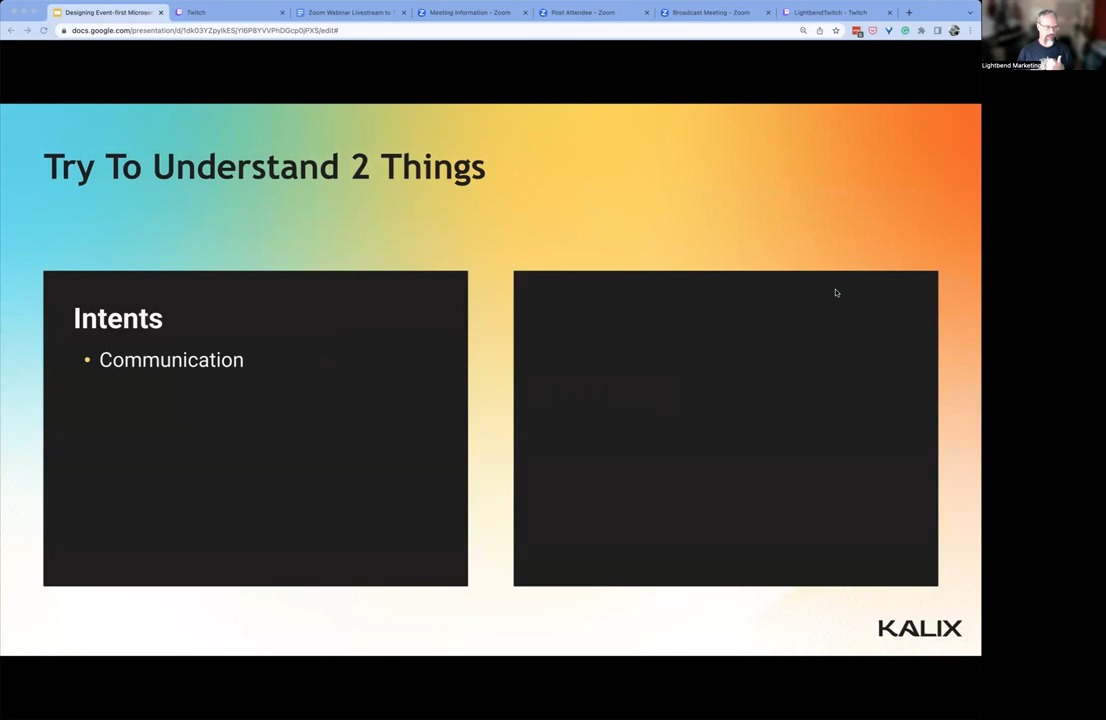 Designing Event-first Microse
Twitch
Zoom Webinar Livestream to
Meeting Information - Zoom
Post Attendee - Zoom
Broadcast Meeting - Zoom
LightbendTwitch - Twitch
Lightbend Marketing
Try To Understand 2 Things
Intents
• Communication
KALIX